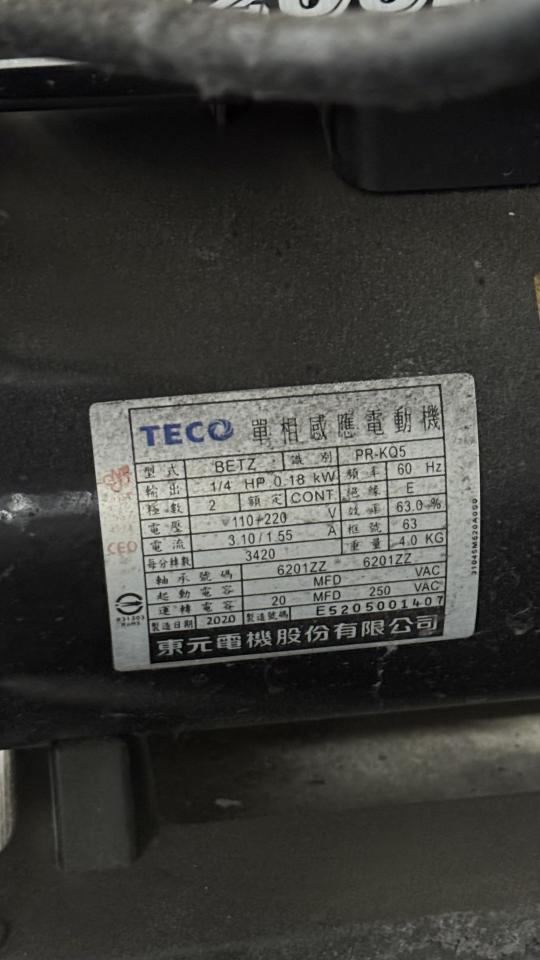 TECO 單相感應電動機
型式 BETZ 識別 PR-KQ5
輸出 1/4 HP 0.18 kW 頻率 60 Hz
極數 2 額定 CONT 絕緣 E
電壓 110/220 V 效率 63.0 %
電流 3.10/1.55 A 框號 63
每分轉數 3420 重量 4.0 KG
軸承號碼 6201ZZ 6201ZZ
起動電容 MFD VAC
運轉電容 20 MFD 250 VAC
製造日期 2020 製造號碼 E5205001407
東元電機股份有限公司
R31203
RoHS
31045M620A000